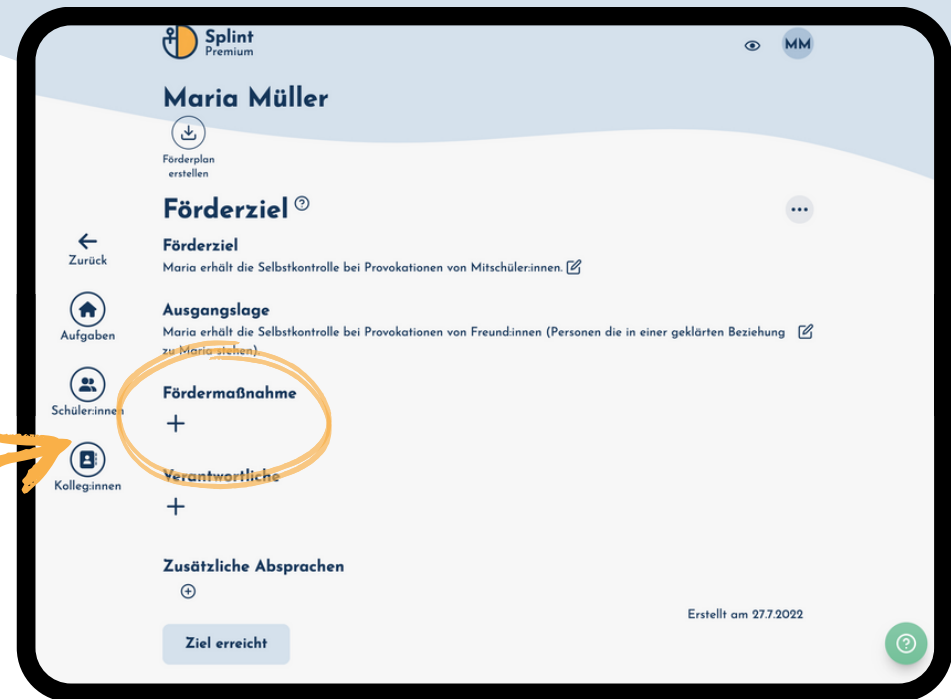 Splint
Premium
MM
Maria Müller
Förderplan
erstellen
Förderziel
Zurück
Förderziel
Maria erhält die Selbstkontrolle bei Provokationen von Mitschüler:innen.
Aufgaben
Ausgangslage
Maria erhält die Selbstkontrolle bei Provokationen von Freund:innen (Personen die in einer geklärten Beziehung
zu Maria stehen).
Schüler:innen
Fördermaßnahme
Kolleg:innen
Verantwortliche
Zusätzliche Absprachen
Erstellt am 27.7.2022
Ziel erreicht